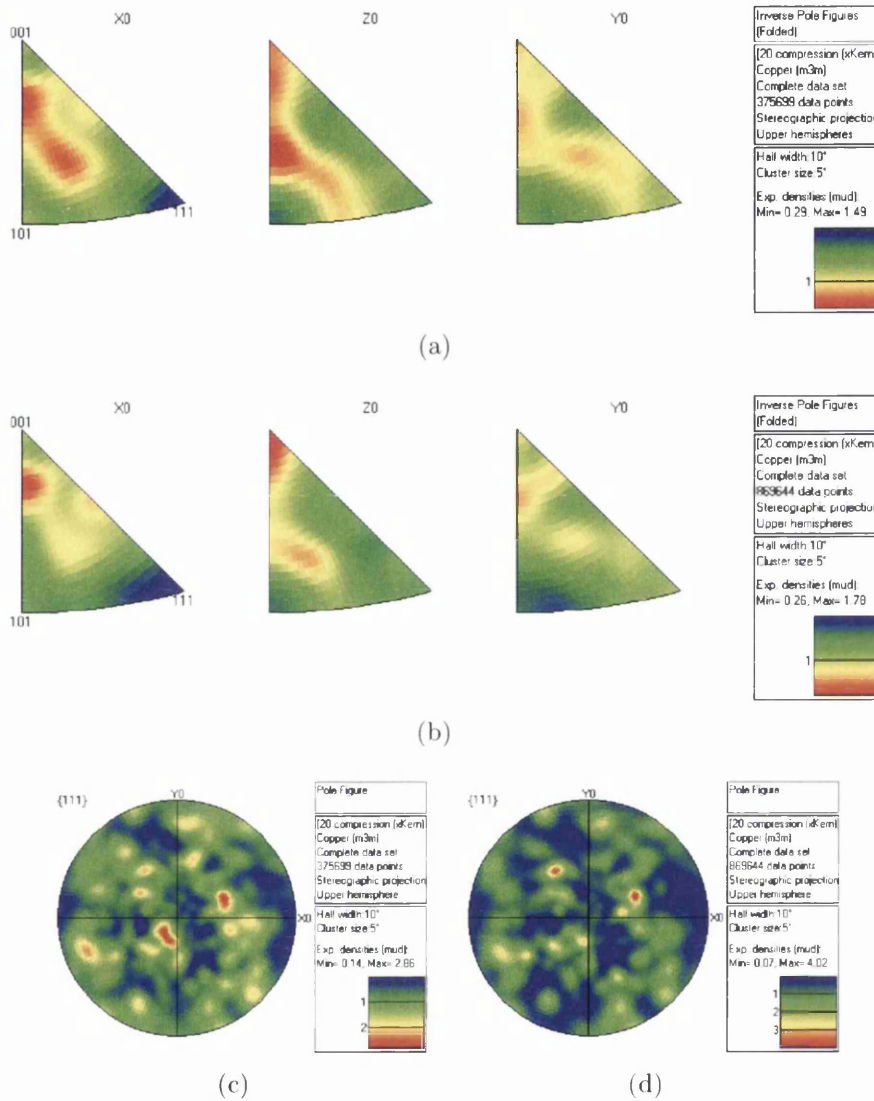 X0 Z0 Y0
001
111
101
Inverse Pole Figures
(Folded)
[20 compression (xKern
Copper (m3m)
Complete data set
375699 data points
Stereographic projection
Upper hemispheres
Half width:10°
Cluster size:5°
Exp. densities (mud):
Min= 0.29, Max= 1.49
1
(a)
X0 Z0 Y0
001
111
101
Inverse Pole Figures
(Folded)
[20 compression (xKern
Copper (m3m)
Complete data set
869644 data points
Stereographic projection
Upper hemispheres
Half width:10°
Cluster size:5°
Exp. densities (mud):
Min= 0.26, Max= 1.78
1
(b)
{111}
Y0
X0
Pole Figure
[20 compression (xKern)
Copper (m3m)
Complete data set
375699 data points
Stereographic projection
Upper hemisphere
Half width:10°
Cluster size:5°
Exp. densities (mud):
Min= 0.14, Max= 2.86
1
2
(c)
{111}
Y0
X0
Pole Figure
[20 compression (xKern)
Copper (m3m)
Complete data set
869644 data points
Stereographic projection
Upper hemisphere
Half width:10°
Cluster size:5°
Exp. densities (mud):
Min= 0.07, Max= 4.02
1
2
3
(d)